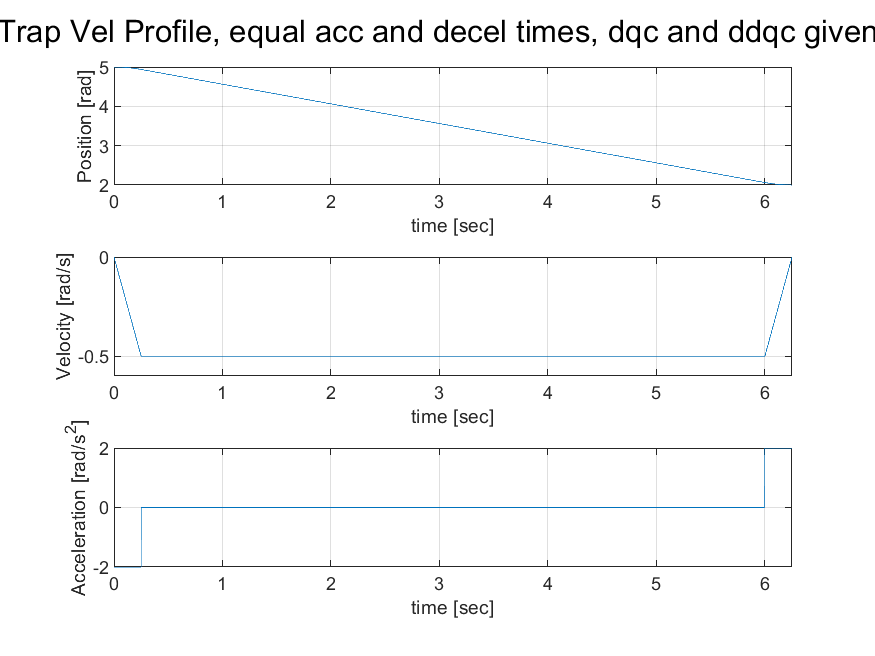 Trap Vel Profile, equal acc and decel times, dqc and ddqc given
Position [rad]
5
4
3
2
0 1 2 3 4 5 6
time [sec]
Velocity [rad/s]
0
-0.5
0 1 2 3 4 5 6
time [sec]
Acceleration [rad/s²]
2
0
-2
0 1 2 3 4 5 6
time [sec]